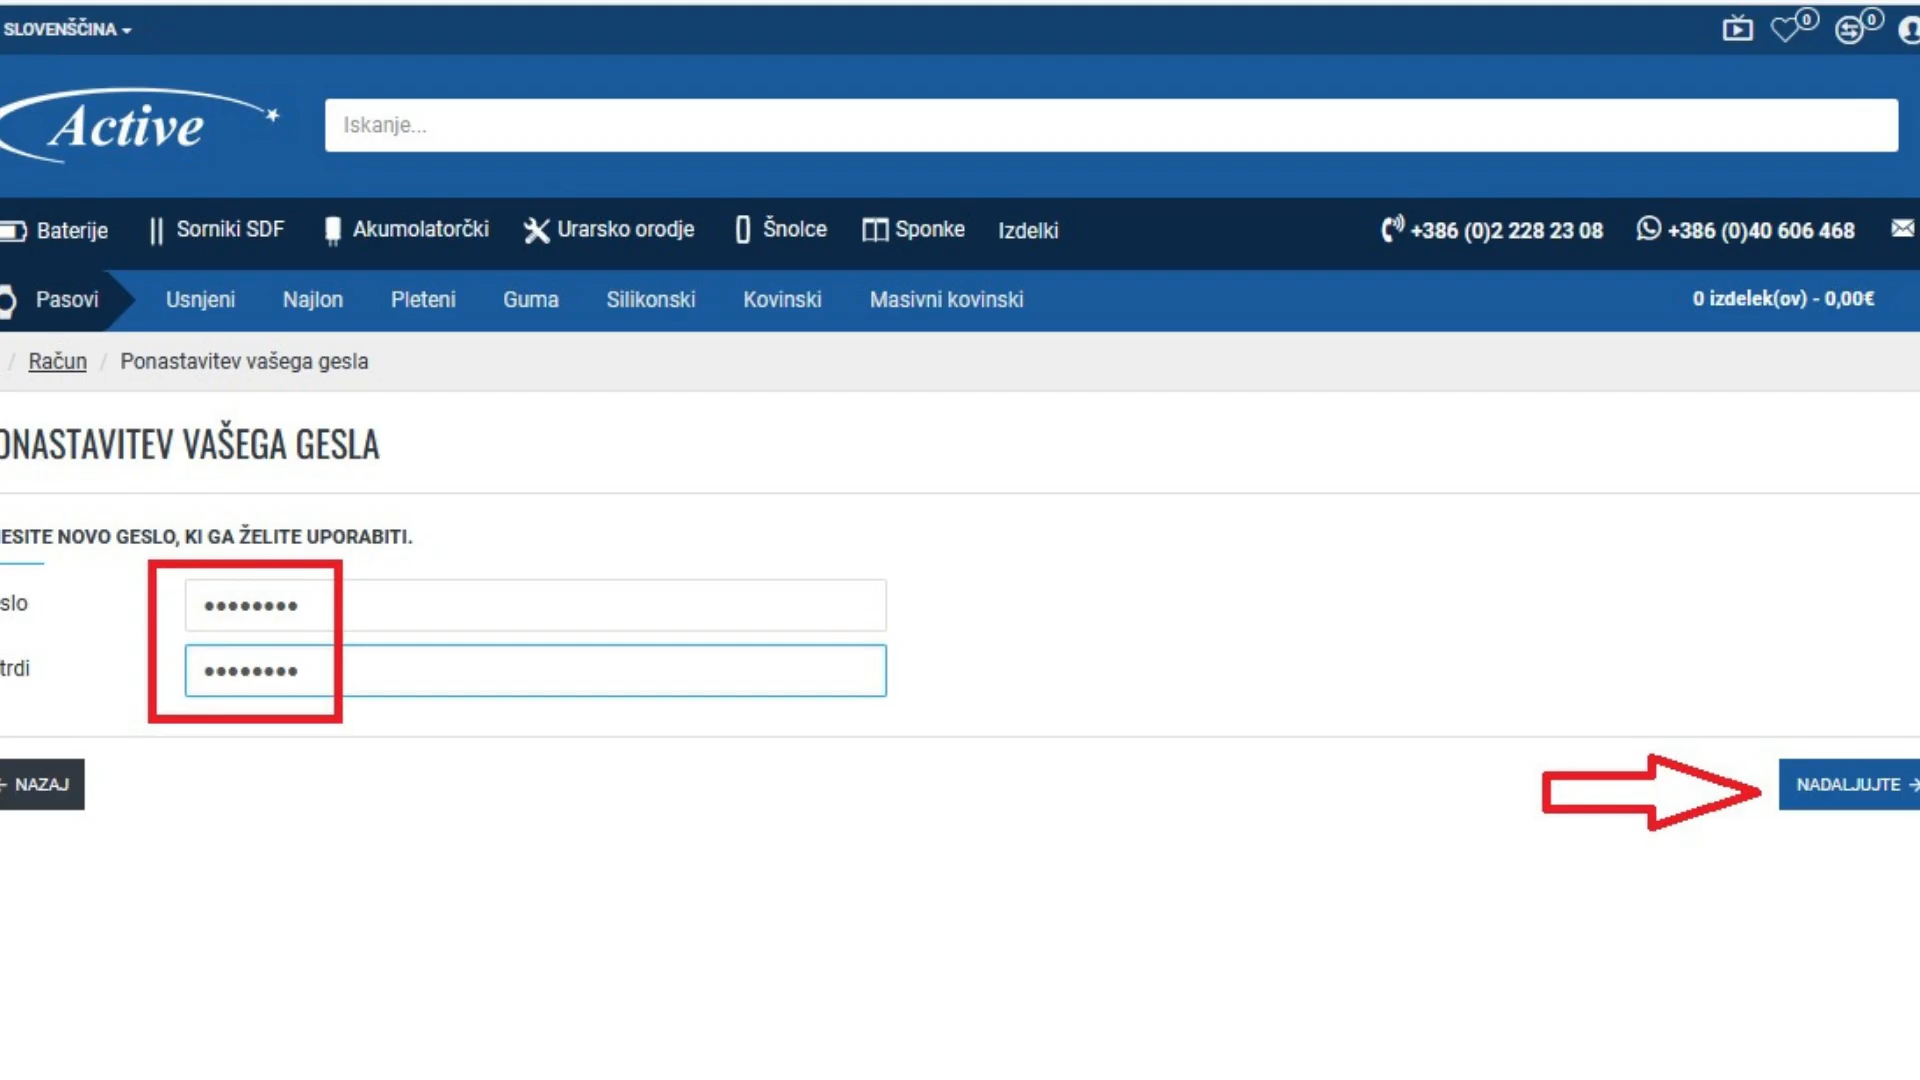 SLOVENŠČINA
0
0
Active
Iskanje...
Baterije
Sorniki SDF
Akumolatorčki
Urarsko orodje
Šnolce
Sponke
Izdelki
+386 (0)2 228 23 08
+386 (0)40 606 468
Pasovi
Usnjeni
Najlon
Pleteni
Guma
Silikonski
Kovinski
Masivni kovinski
0 izdelek(ov) - 0,00€
/ Račun / Ponastavitev vašega gesla
ONASTAVITEV VAŠEGA GESLA
ESITE NOVO GESLO, KI GA ŽELITE UPORABITI.
slo
trdi
NAZAJ
NADALJUJTE